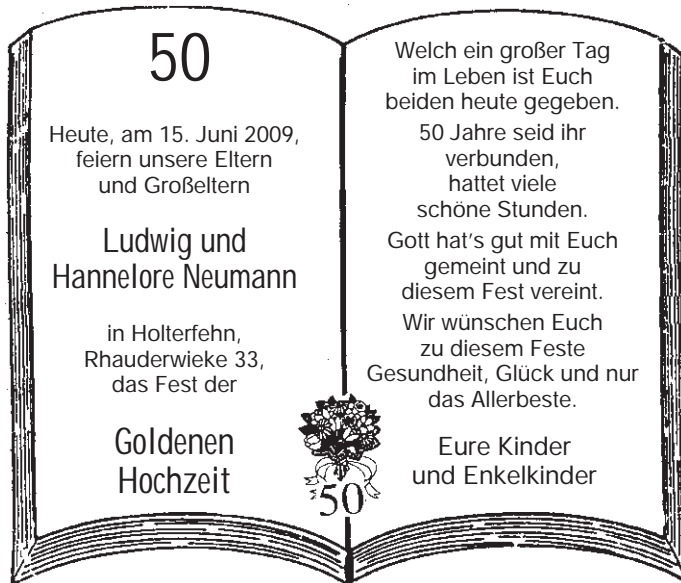 50
Heute, am 15. Juni 2009,
feiern unsere Eltern
und Großeltern
Ludwig und
Hannelore Neumann
in Holterfehn,
Rhauderwieke 33,
das Fest der
Goldenen
Hochzeit
Welch ein großer Tag
im Leben ist Euch
beiden heute gegeben.
50 Jahre seid ihr
verbunden,
hattet viele
schöne Stunden.
Gott hat's gut mit Euch
gemeint und zu
diesem Fest vereint.
Wir wünschen Euch
zu diesem Feste
Gesundheit, Glück und nur
das Allerbeste.
Eure Kinder
und Enkelkinder
50